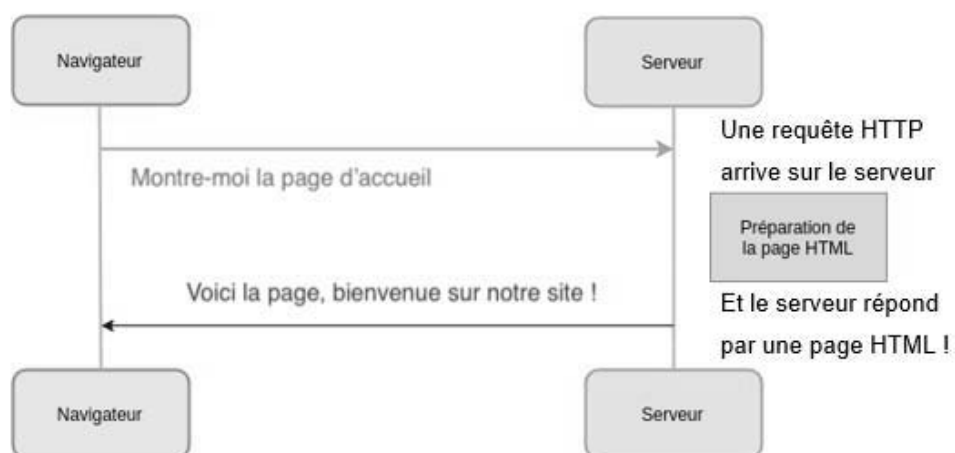 Navigateur
Serveur
Une requête HTTP
arrive sur le serveur
Montre-moi la page d'accueil
Préparation de
la page HTML
Voici la page, bienvenue sur notre site !
Et le serveur répond
par une page HTML !
Navigateur
Serveur